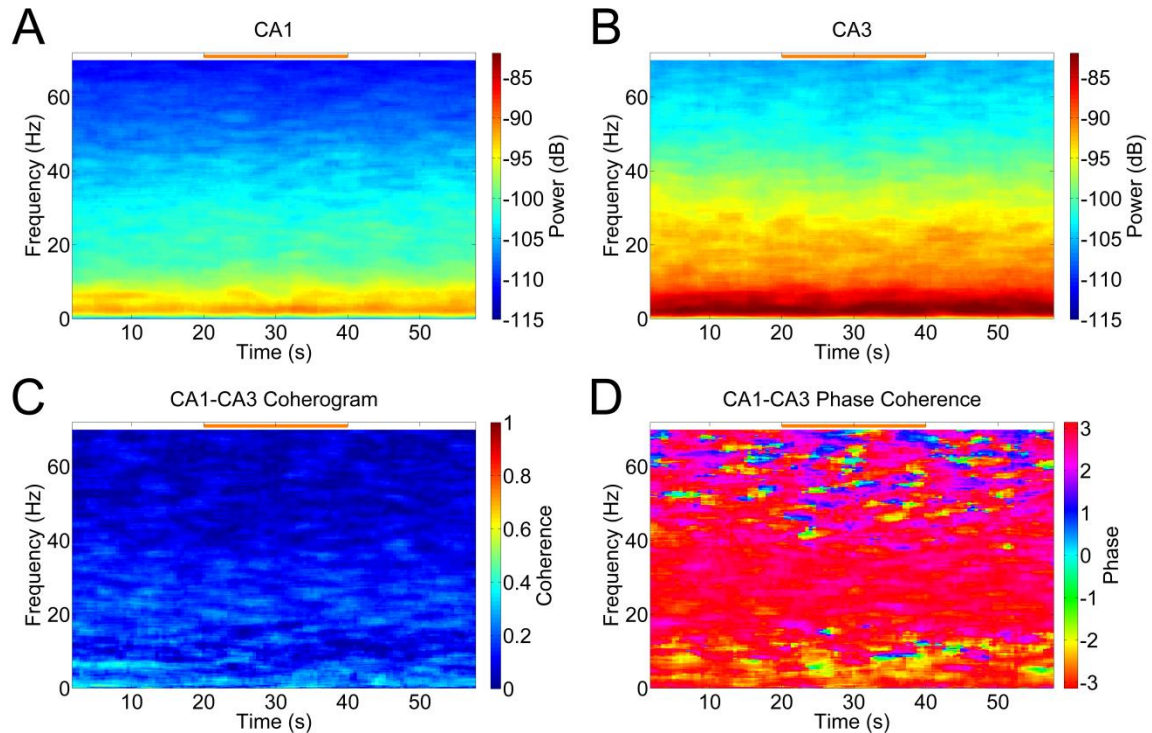 A
CA1
Frequency (Hz)
60
40
20
0
10 20 30 40 50
Time (s)
-85
-90
-95
-100
-105
-110
-115
Power (dB)
B
CA3
Frequency (Hz)
60
40
20
0
10 20 30 40 50
Time (s)
-85
-90
-95
-100
-105
-110
-115
Power (dB)
C
CA1-CA3 Coherogram
Frequency (Hz)
60
40
20
0
10 20 30 40 50
Time (s)
1
0.8
0.6
0.4
0.2
0
Coherence
D
CA1-CA3 Phase Coherence
Frequency (Hz)
60
40
20
0
10 20 30 40 50
Time (s)
3
2
1
0
-1
-2
-3
Phase